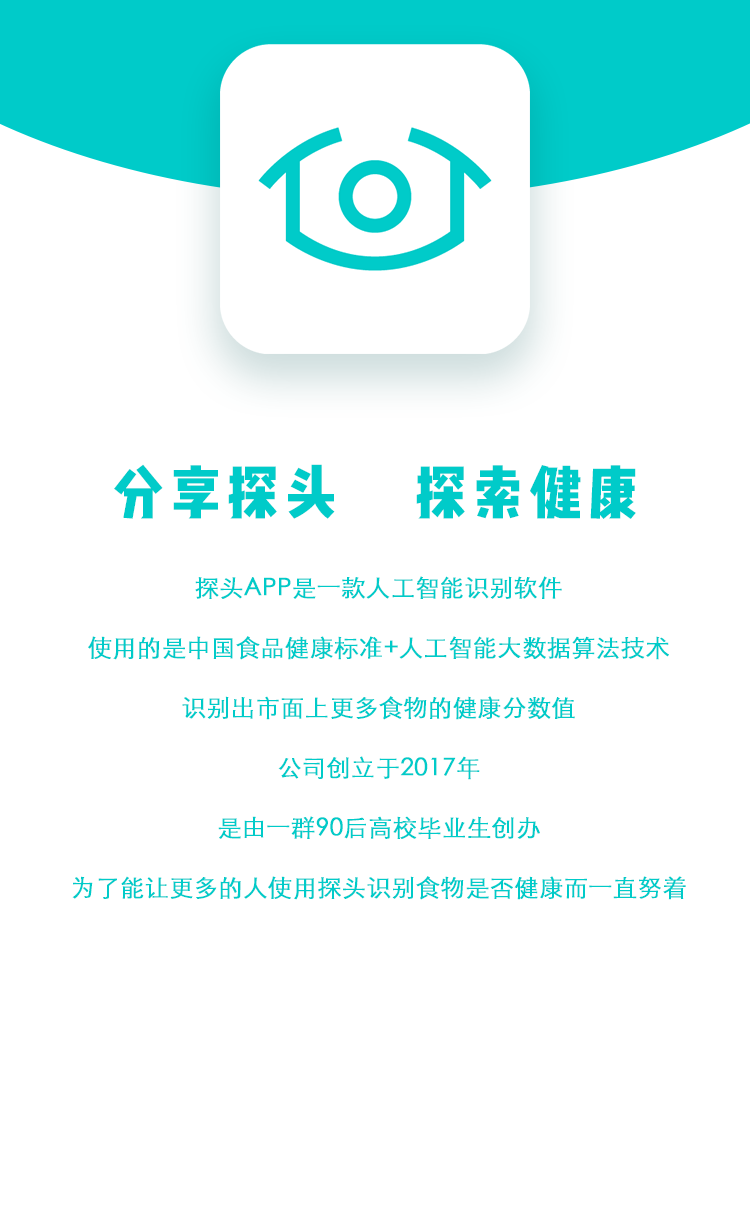 分享探头 探索健康
探头APP是一款人工智能识别软件
使用的是中国食品健康标准+人工智能大数据算法技术
识别出市面上更多食物的健康分数值
公司创立于2017年
是由一群90后高校毕业生创办
为了能让更多的人使用探头识别食物是否健康而一直努着